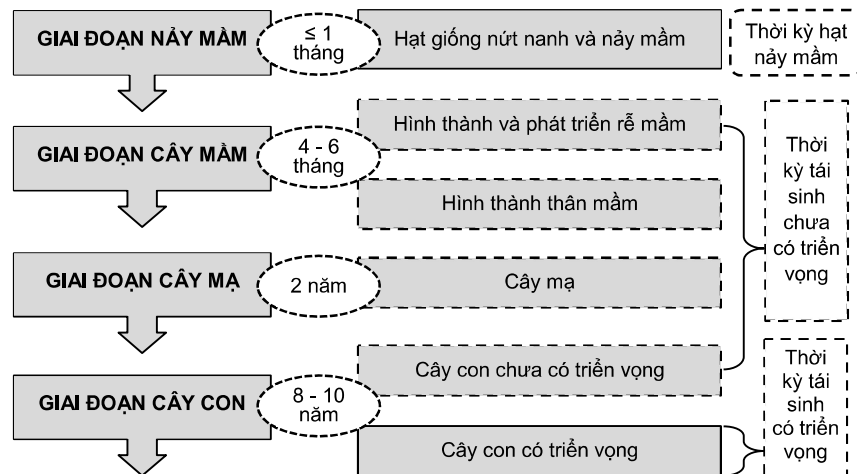 GIAI ĐOẠN NẢY MẦM
≤ 1
tháng
Hạt giống nứt nanh và nảy mầm
Thời kỳ hạt
nảy mầm
GIAI ĐOẠN CÂY MẦM
4 - 6
tháng
Hình thành và phát triển rễ mầm
Hình thành thân mầm
Thời
kỳ tái
sinh
chưa
có triển
vọng
GIAI ĐOẠN CÂY MẠ
2 năm
Cây mạ
GIAI ĐOẠN CÂY CON
8 - 10
năm
Cây con chưa có triển vọng
Cây con có triển vọng
Thời
kỳ tái
sinh
có triển
vọng